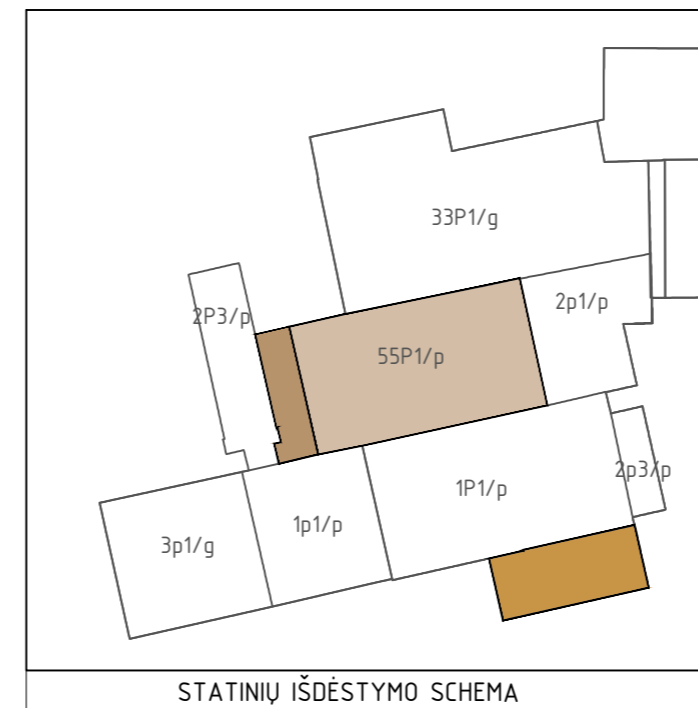 33P1/g
2p1/p
2P3/p
55P1/p
2p3/p
1P1/p
1p1/p
3p1/g
STATINIŲ IŠDĖSTYMO SCHEMA